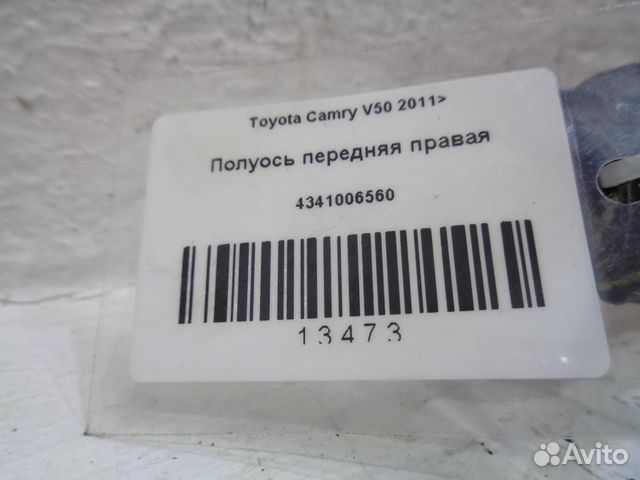 Toyota Camry V50 2011>
Полуось передняя правая
4341006560
13473
Avito